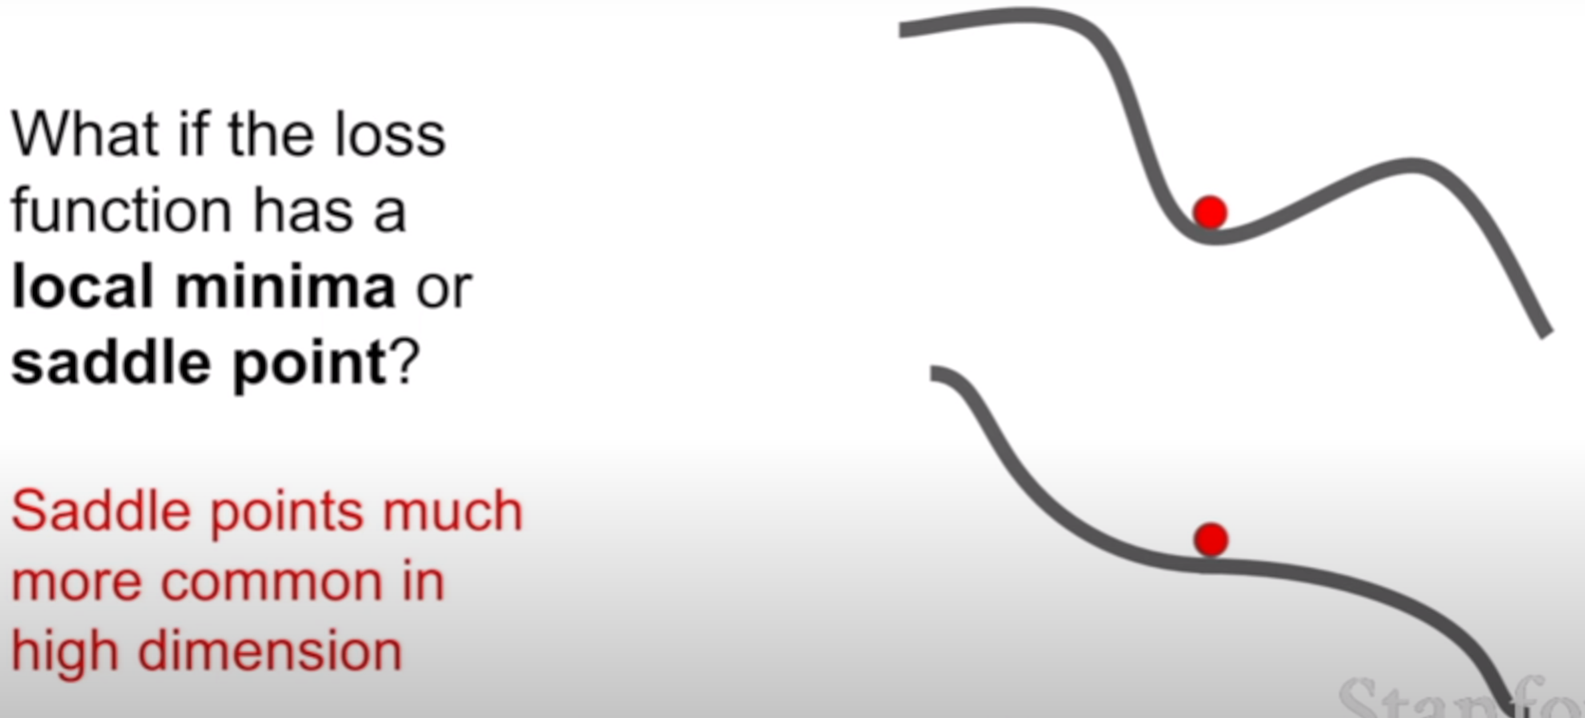 What if the loss
function has a
local minima or
saddle point?
Saddle points much
more common in
high dimension